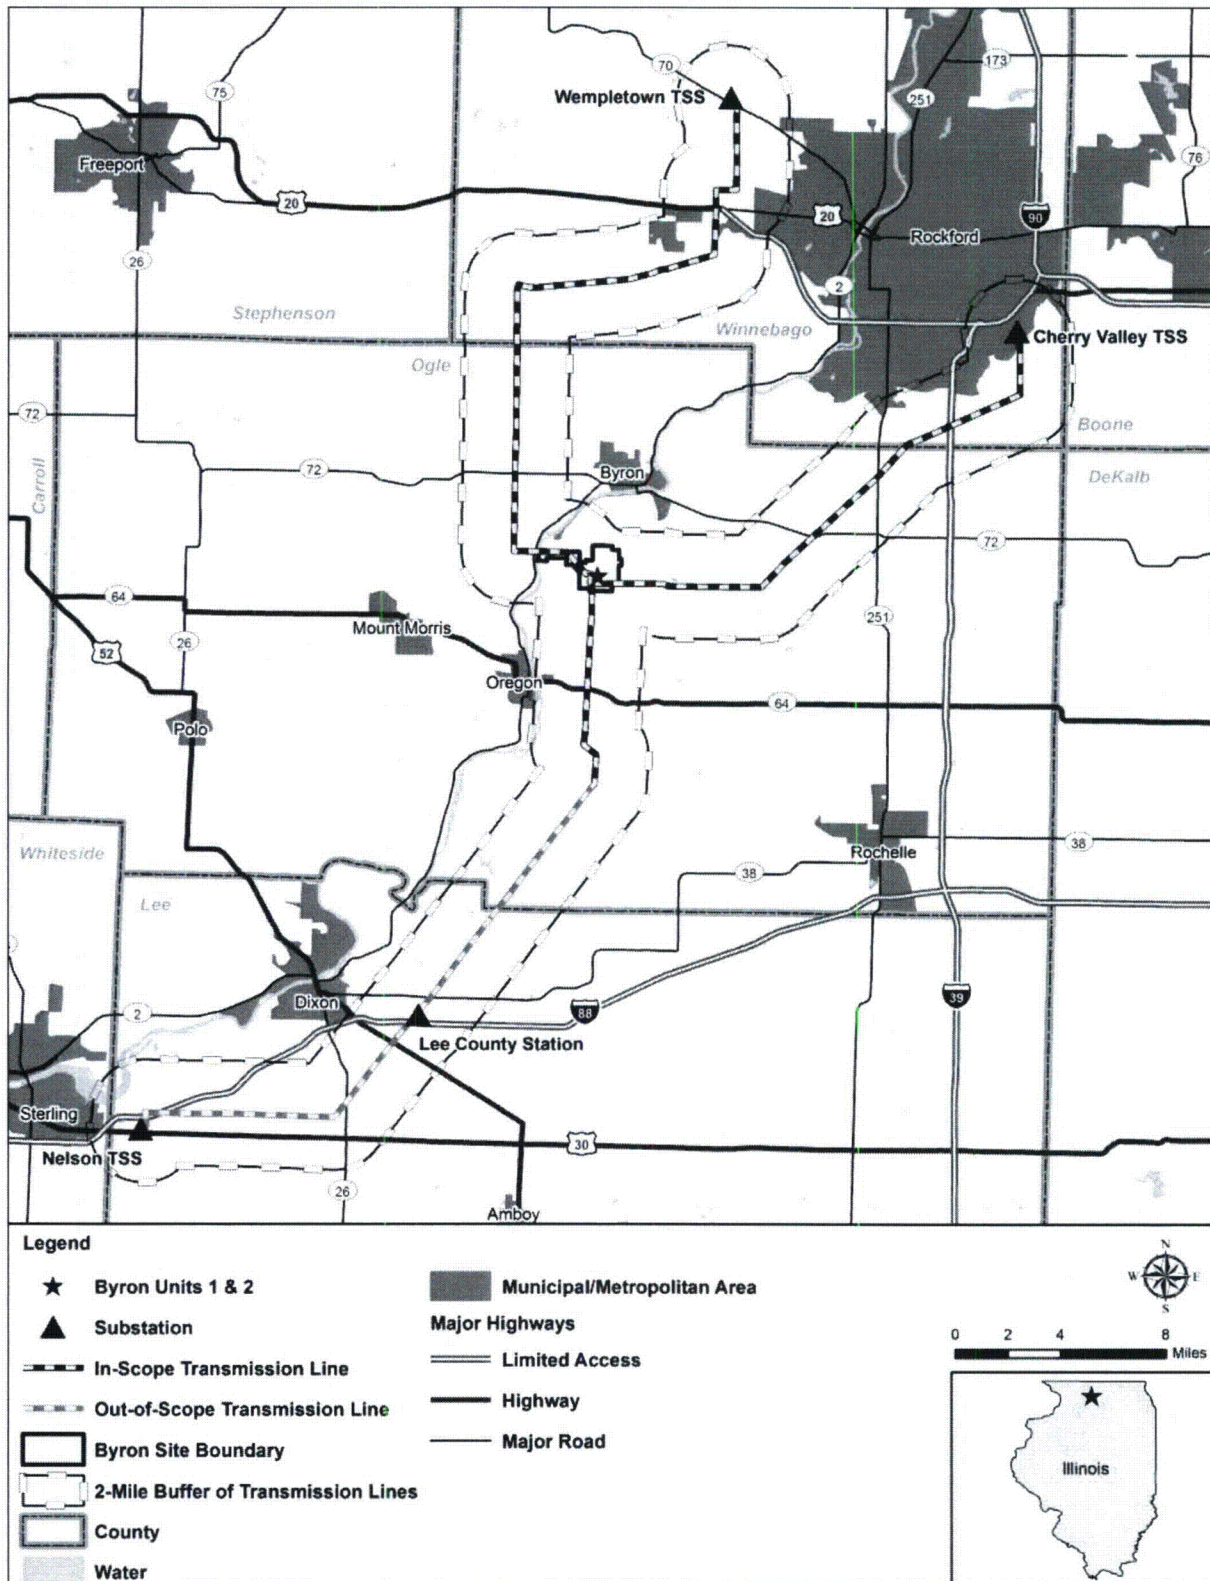 70
173
Wempletown TSS
75
251
Freeport
76
20
20
90
Rockford
26
2
Stephenson
Winnebago
Cherry Valley TSS
Ogle
72
Boone
72
Byron
DeKalb
Carroll
72
64
251
Mount Morris
26
52
Oregon
64
Polo
Whiteside
38
Rochelle
38
Lee
Dixon
39
2
88
Lee County Station
Sterling
30
Nelson TSS
26
Amboy
Legend
Byron Units 1 & 2
Substation
In-Scope Transmission Line
Out-of-Scope Transmission Line
Byron Site Boundary
2-Mile Buffer of Transmission Lines
County
Water
Municipal/Metropolitan Area
Major Highways
Limited Access
Highway
Major Road
N
W E
S
0 2 4 8
Miles
Illinois